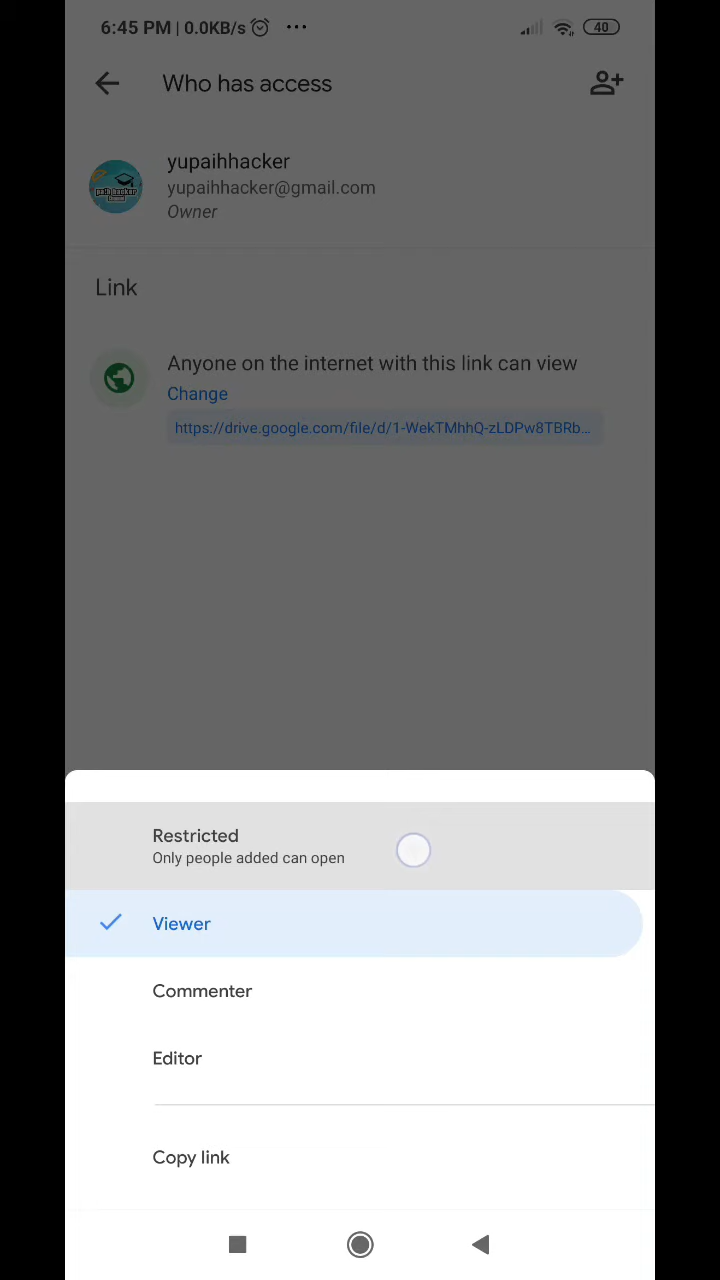 6:45 PM | 0.0KB/s ... 40
Who has access
yupaihhacker
yupaihhacker@gmail.com
Owner
Link
Anyone on the internet with this link can view
Change
https://drive.google.com/file/d/1-WekTMhhQ-zLDPw8TBRb...
Restricted
Only people added can open
Viewer
Commenter
Editor
Copy link